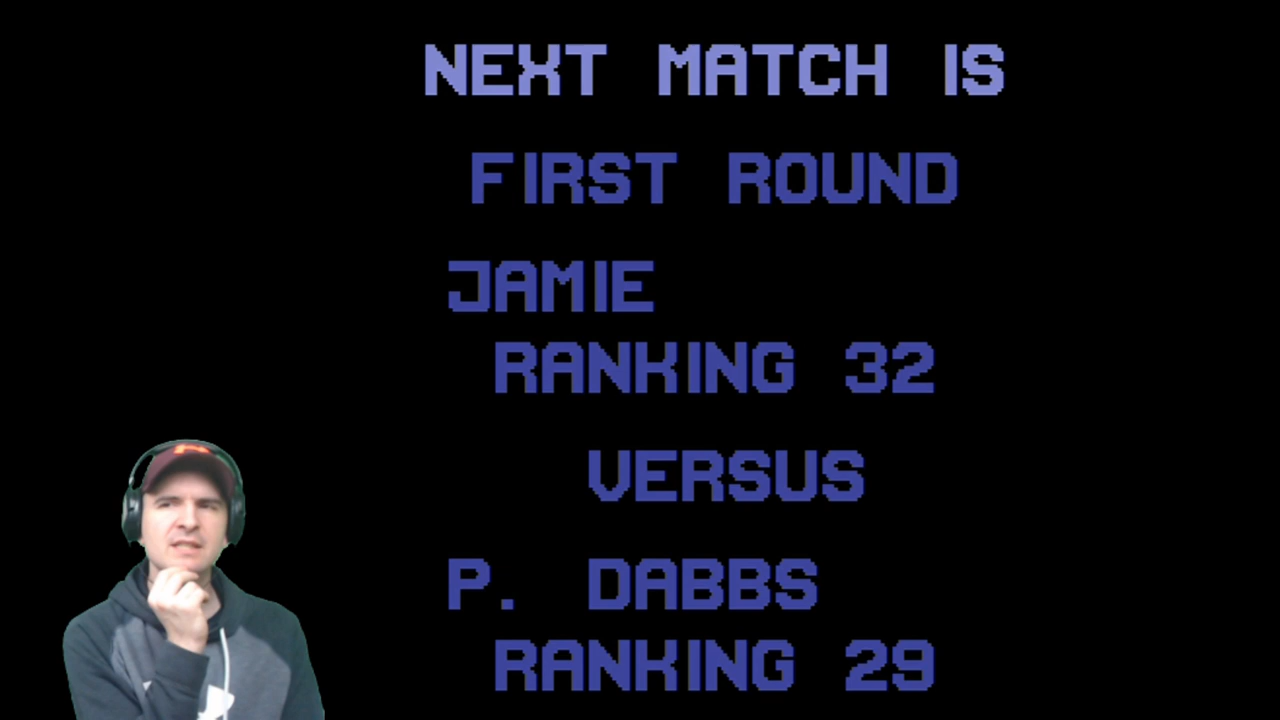 NEXT MATCH IS
FIRST ROUND
JAMIE
RANKING 32
VERSUS
P. DABBS
RANKING 29